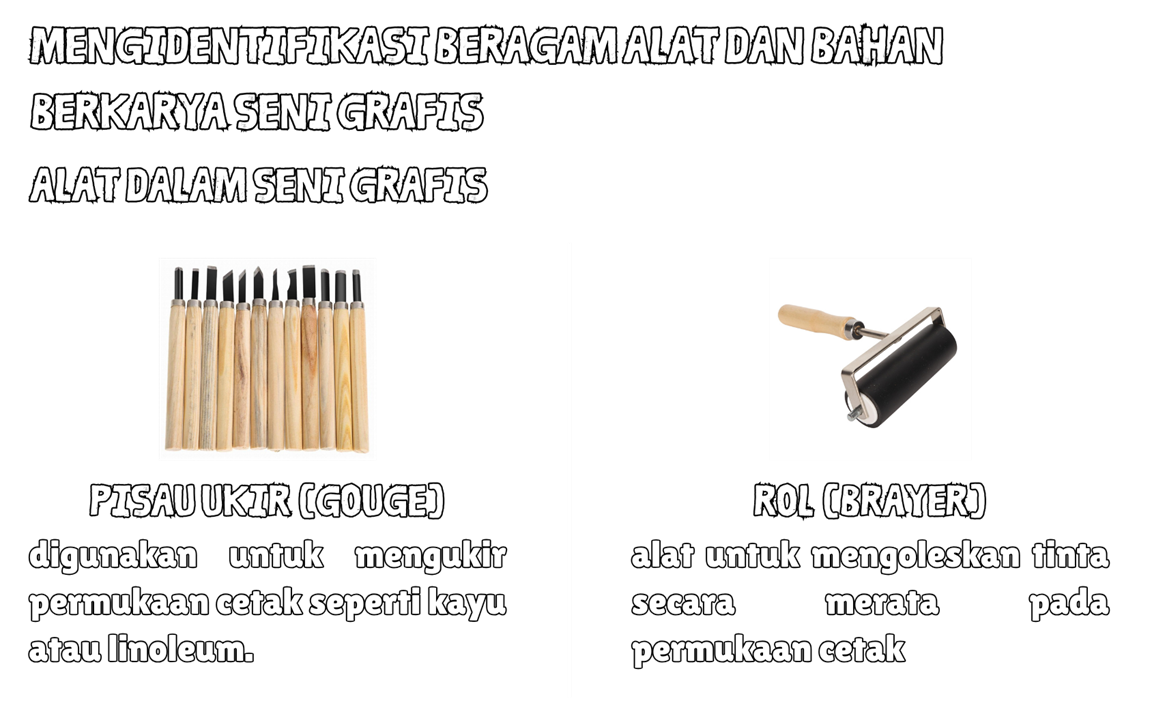 MENGIDENTIFIKASI BERAGAM ALAT DAN BAHAN
BERKARYA SENI GRAFIS
ALAT DALAM SENI GRAFIS
PISAU UKIR (GOUGE)
digunakan untuk mengukir
permukaan cetak seperti kayu
atau linoleum.
ROL (BRAYER)
alat untuk mengoleskan tinta
secara merata pada
permukaan cetak